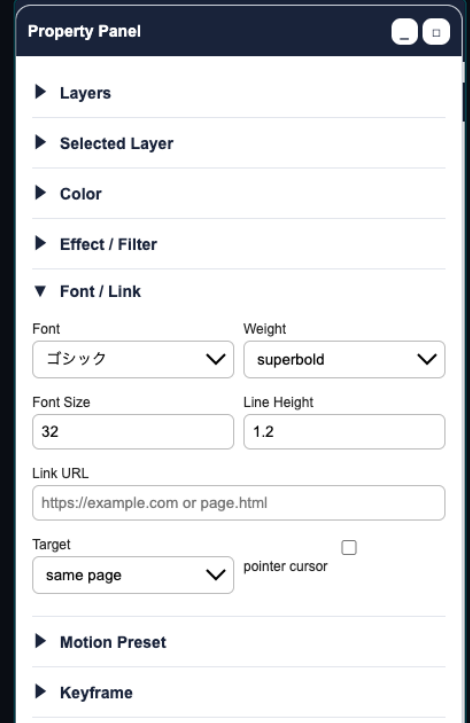 Property Panel
Layers
Selected Layer
Color
Effect / Filter
Font / Link
Font Weight
ゴシック superbold
Font Size Line Height
32 1.2
Link URL
https://example.com or page.html
Target
same page pointer cursor
Motion Preset
Keyframe